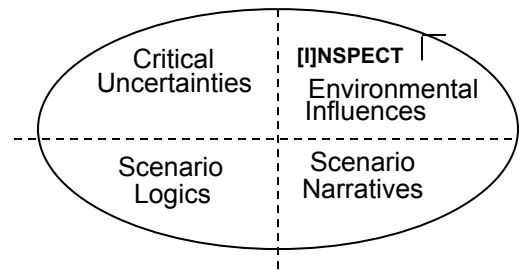 Critical
Uncertainties
[I]NSPECT
Environmental
Influences
Scenario
Logics
Scenario
Narratives